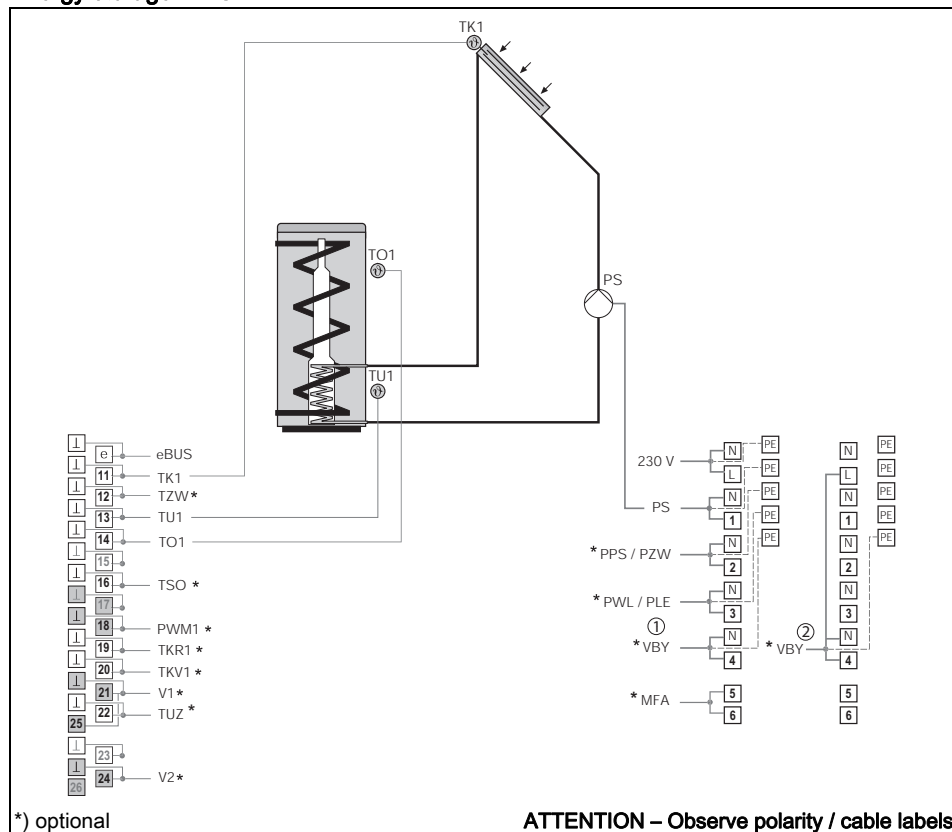 TK1
TO1
PS
TU1
⊥
e
eBUS
⊥
11
TK1
⊥
12
TZW *
⊥
13
TU1
⊥
14
TO1
⊥
15
⊥
16
TSO *
⊥
17
⊥
18
PWM1 *
⊥
19
TKR1 *
⊥
20
TKV1 *
⊥
21
V1 *
⊥
22
TUZ *
25
⊥
23
⊥
24
V2 *
26
230 V
N
PE
L
PE
PS
N
PE
1
PE
* PPS / PZW
N
PE
2
* PWL / PLE
N
3
①
* VBY
N
4
* MFA
5
6
N
PE
L
PE
N
PE
1
PE
N
PE
2
N
3
②
* VBY
N
4
5
6
*) optional
ATTENTION – Observe polarity / cable labels